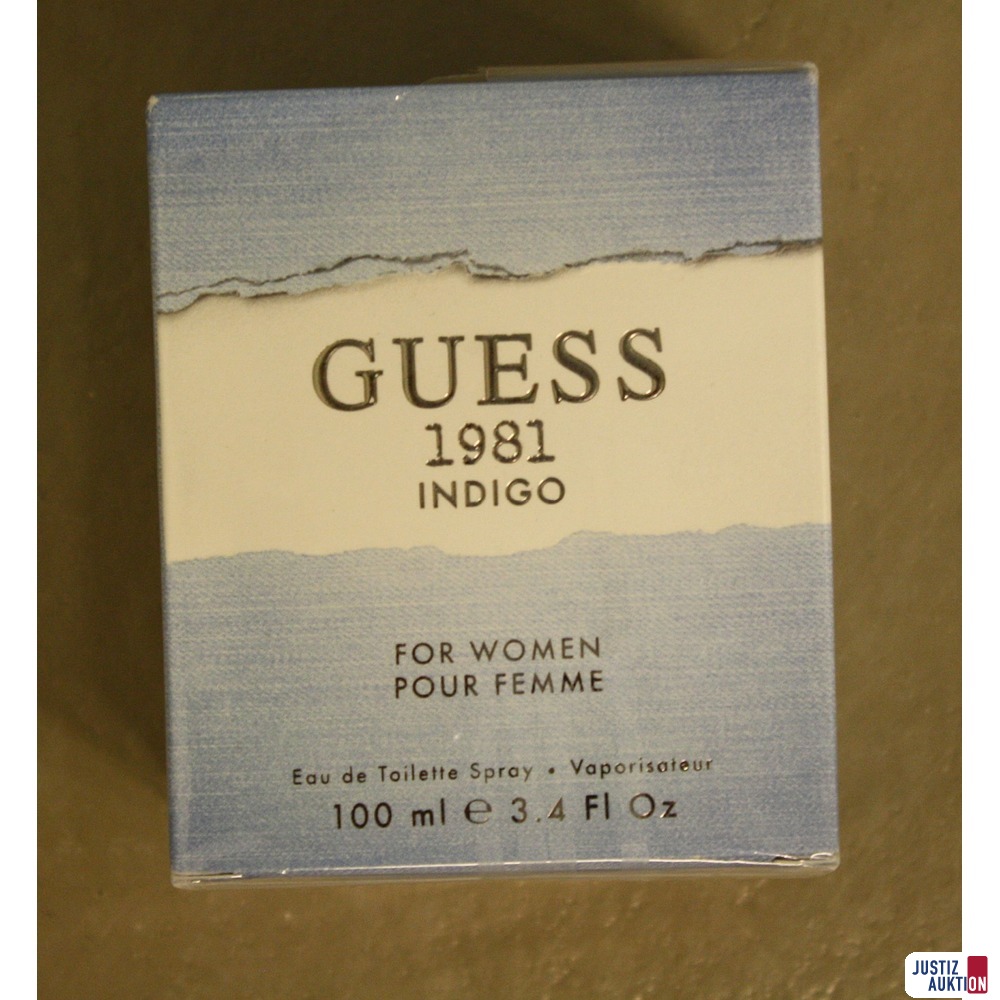 GUESS
1981
INDIGO
FOR WOMEN
POUR FEMME
Eau de Toilette Spray • Vaporisateur
100 ml ℮ 3.4 Fl Oz
JUSTIZ
AUKTION